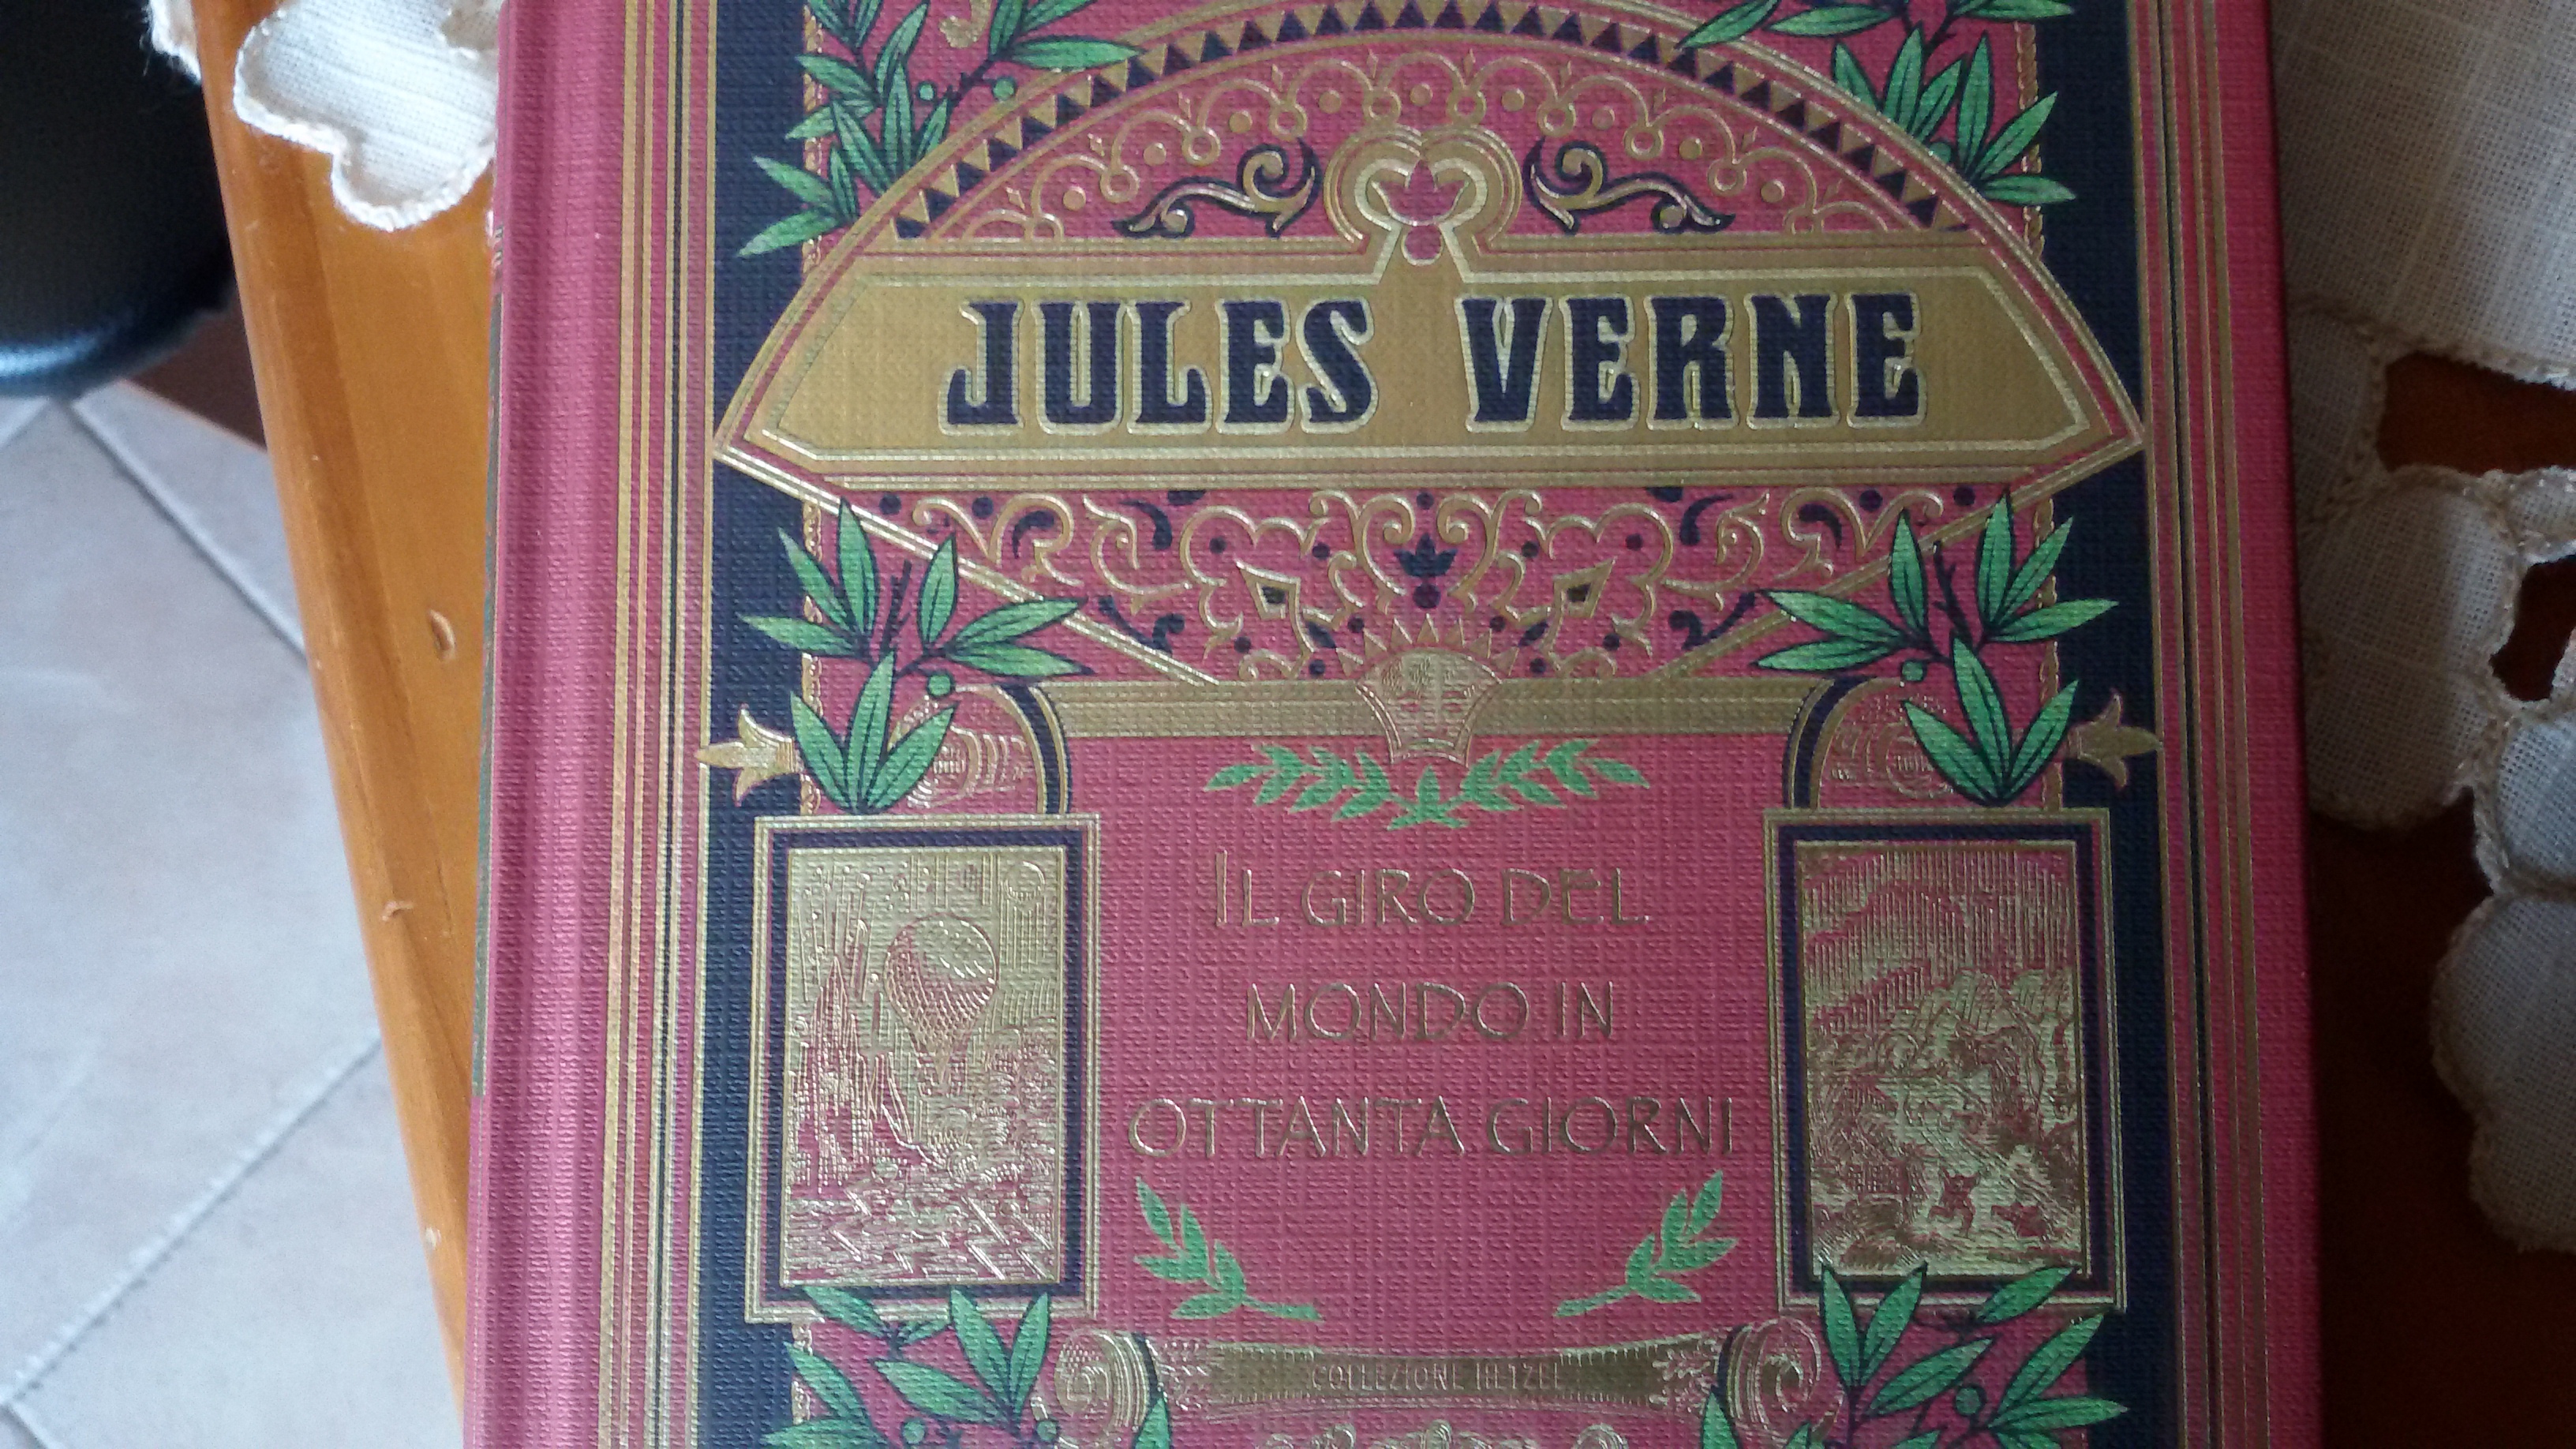 JULES VERNE
IL GIRO DEL
MONDO IN
OTTANTA GIORNI
COLLEZIONE HETZEL